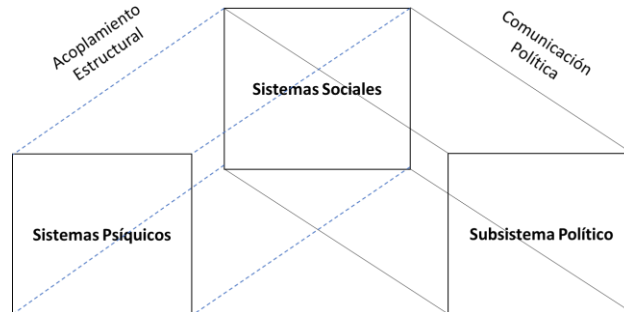 Acoplamiento
Estructural
Comunicación
Política
Sistemas Sociales
Sistemas Psíquicos
Subsistema Político